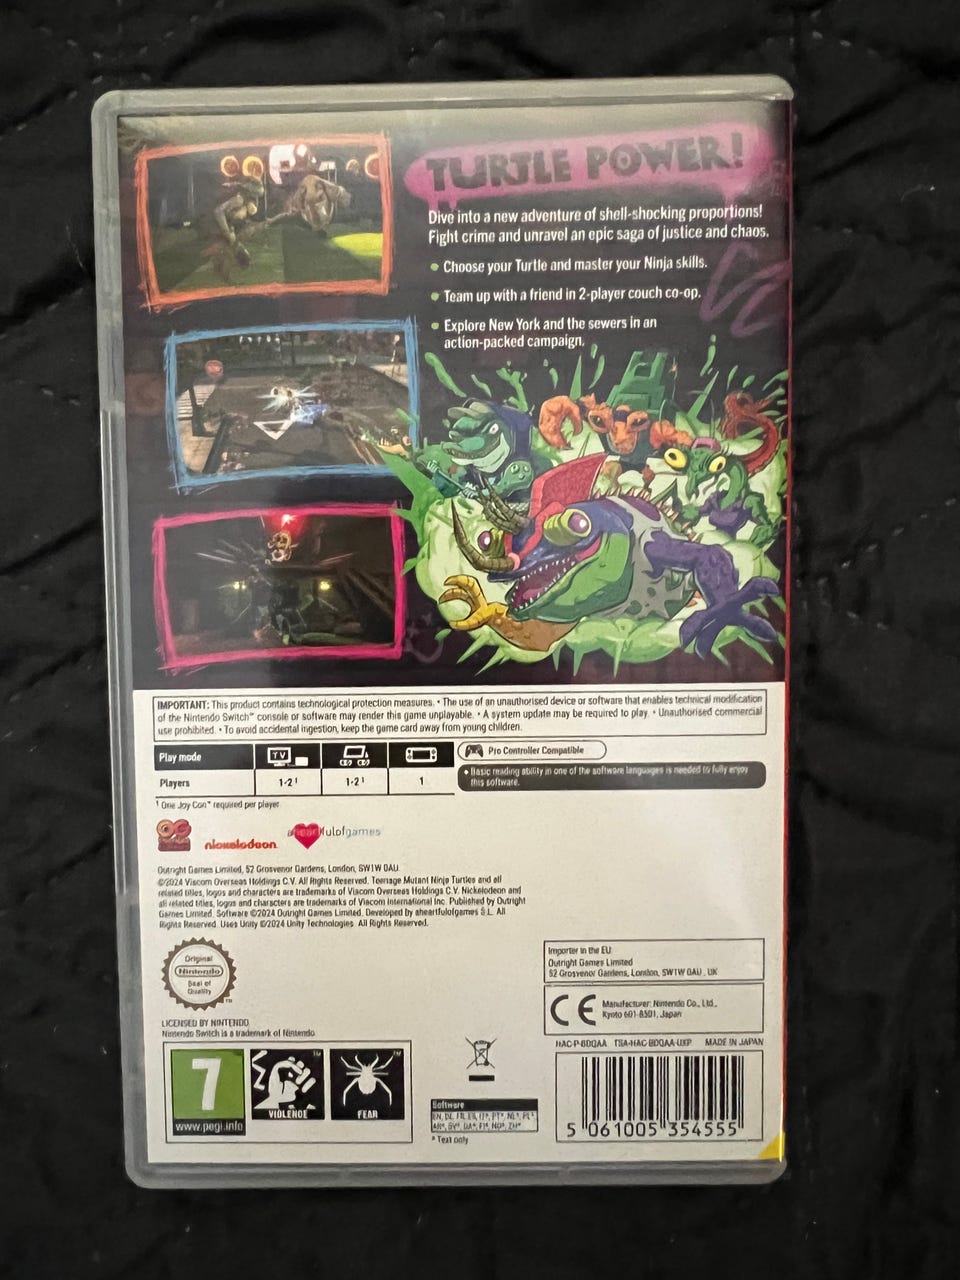 TURTLE POWER!
Dive into a new adventure of shell-shocking proportions!
Fight crime and unravel an epic saga of justice and chaos.
Choose your Turtle and master your Ninja skills.
Team up with a friend in 2-player couch co-op.
Explore New York and the sewers in an
action-packed campaign.
IMPORTANT: This product contains technological protection measures. • The use of an unauthorised device or software that enables technical modification
of the Nintendo Switch™ console or software may render this game unplayable. • A system update may be required to play. • Unauthorised commercial
use prohibited. • To avoid accidental ingestion, keep the game card away from young children.
Play mode
TV
Pro Controller Compatible
Players
1-2¹
1-2¹
1
• Basic reading ability in one of the software languages is needed to fully enjoy
this software.
¹ One Joy-Con™ required per player
OG
nickelodeon
aheartfulofgames
Outright Games Limited, 52 Grosvenor Gardens, London, SW1W 0AU
©2024 Viacom Overseas Holdings C.V. All Rights Reserved. Teenage Mutant Ninja Turtles and all
related titles, logos and characters are trademarks of Viacom Overseas Holdings C.V. Nickelodeon and
all related titles, logos and characters are trademarks of Viacom International Inc. Published by Outright
Games Limited. Software ©2024 Outright Games Limited. Developed by aheartfulofgames S.L. All
Rights Reserved. Uses Unity ©2024 Unity Technologies. All Rights Reserved.
Original
Nintendo
Seal of
Quality
TM
Importer in the EU:
Outright Games Limited
52 Grosvenor Gardens, London, SW1W 0AU, UK
CE
Manufacturer: Nintendo Co., Ltd.,
Kyoto 601-8501, Japan
LICENSED BY NINTENDO
Nintendo Switch is a trademark of Nintendo
HAC-P-BDQAA TSA-HAC-BDQAA-UXP MADE IN JAPAN
7
www.pegi.info
VIOLENCE
FEAR
Software
* Text only
5 061005 354555